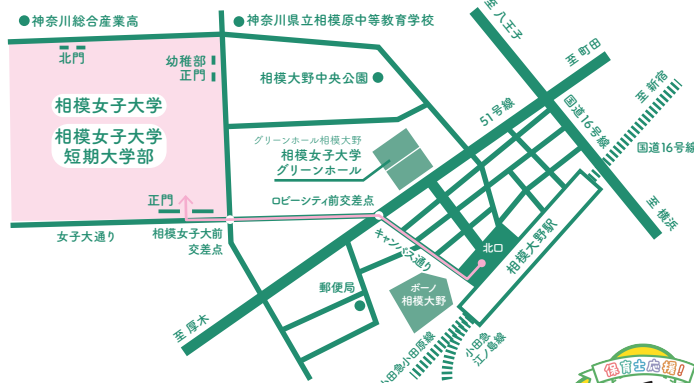 神奈川総合産業高
神奈川県立相模原中等教育学校
至 八王子
至 町田
至 新宿
北門
幼稚部
正門
相模大野中央公園
相模女子大学
相模女子大学
短期大学部
51号線
国道16号線
国道16号線
グリーンホール相模大野
相模女子大学
グリーンホール
正門
ロビーシティ前交差点
至 横浜
女子大通り
相模女子大前
交差点
キャンパス通り
北口
相模大野駅
郵便局
ボーノ
相模大野
至 厚木
小田急小田原線
小田急
江ノ島線
保育士応援!